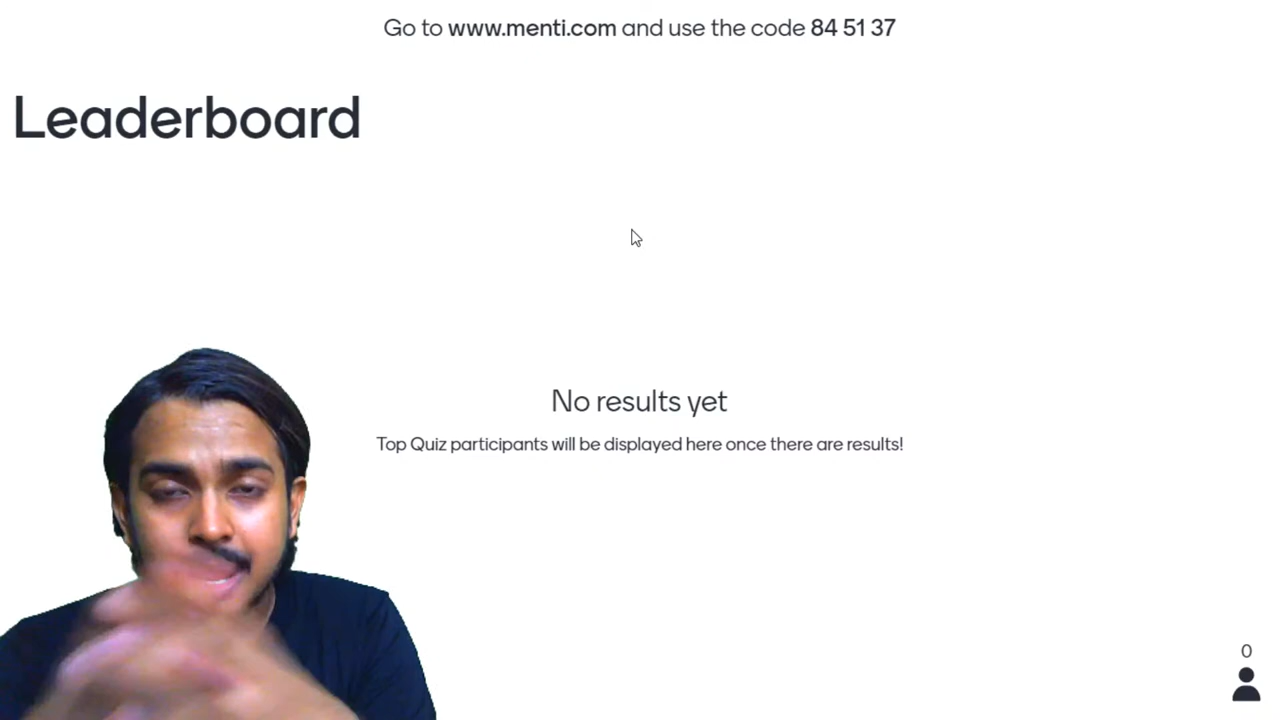 Go to www.menti.com and use the code 84 51 37
Leaderboard
No results yet
Top Quiz participants will be displayed here once there are results!
0